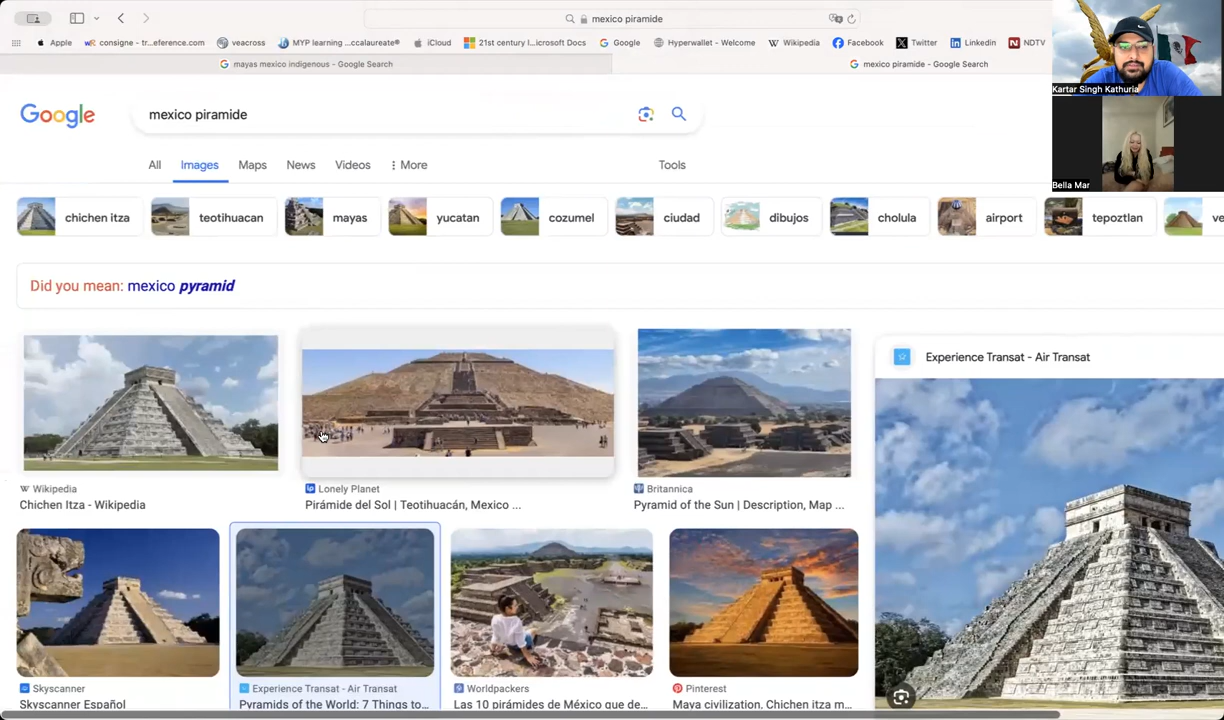 mexico piramide
Apple
consigne - tr...eference.com
veacross
MYP learning ...ccalaureate®
iCloud
21st century I...icrosoft Docs
Google
Hyperwallet - Welcome
Wikipedia
Facebook
Twitter
Linkedin
NDTV
mayas mexico indigenous - Google Search
mexico piramide - Google Search
Kartar Singh Kathuria
Bella Mar
Google
mexico piramide
All
Images
Maps
News
Videos
More
Tools
chichen itza
teotihuacan
mayas
yucatan
cozumel
ciudad
dibujos
cholula
airport
tepoztlan
ve
Did you mean: mexico pyramid
Experience Transat - Air Transat
Wikipedia
Chichen Itza - Wikipedia
Lonely Planet
Pirámide del Sol | Teotihuacán, Mexico ...
Britannica
Pyramid of the Sun | Description, Map ...
Skyscanner
Skyscanner Español
Experience Transat - Air Transat
Pyramids of the World: 7 Things to...
Worldpackers
Las 10 pirámides de México que de...
Pinterest
Maya civilization, Chichen itza m...